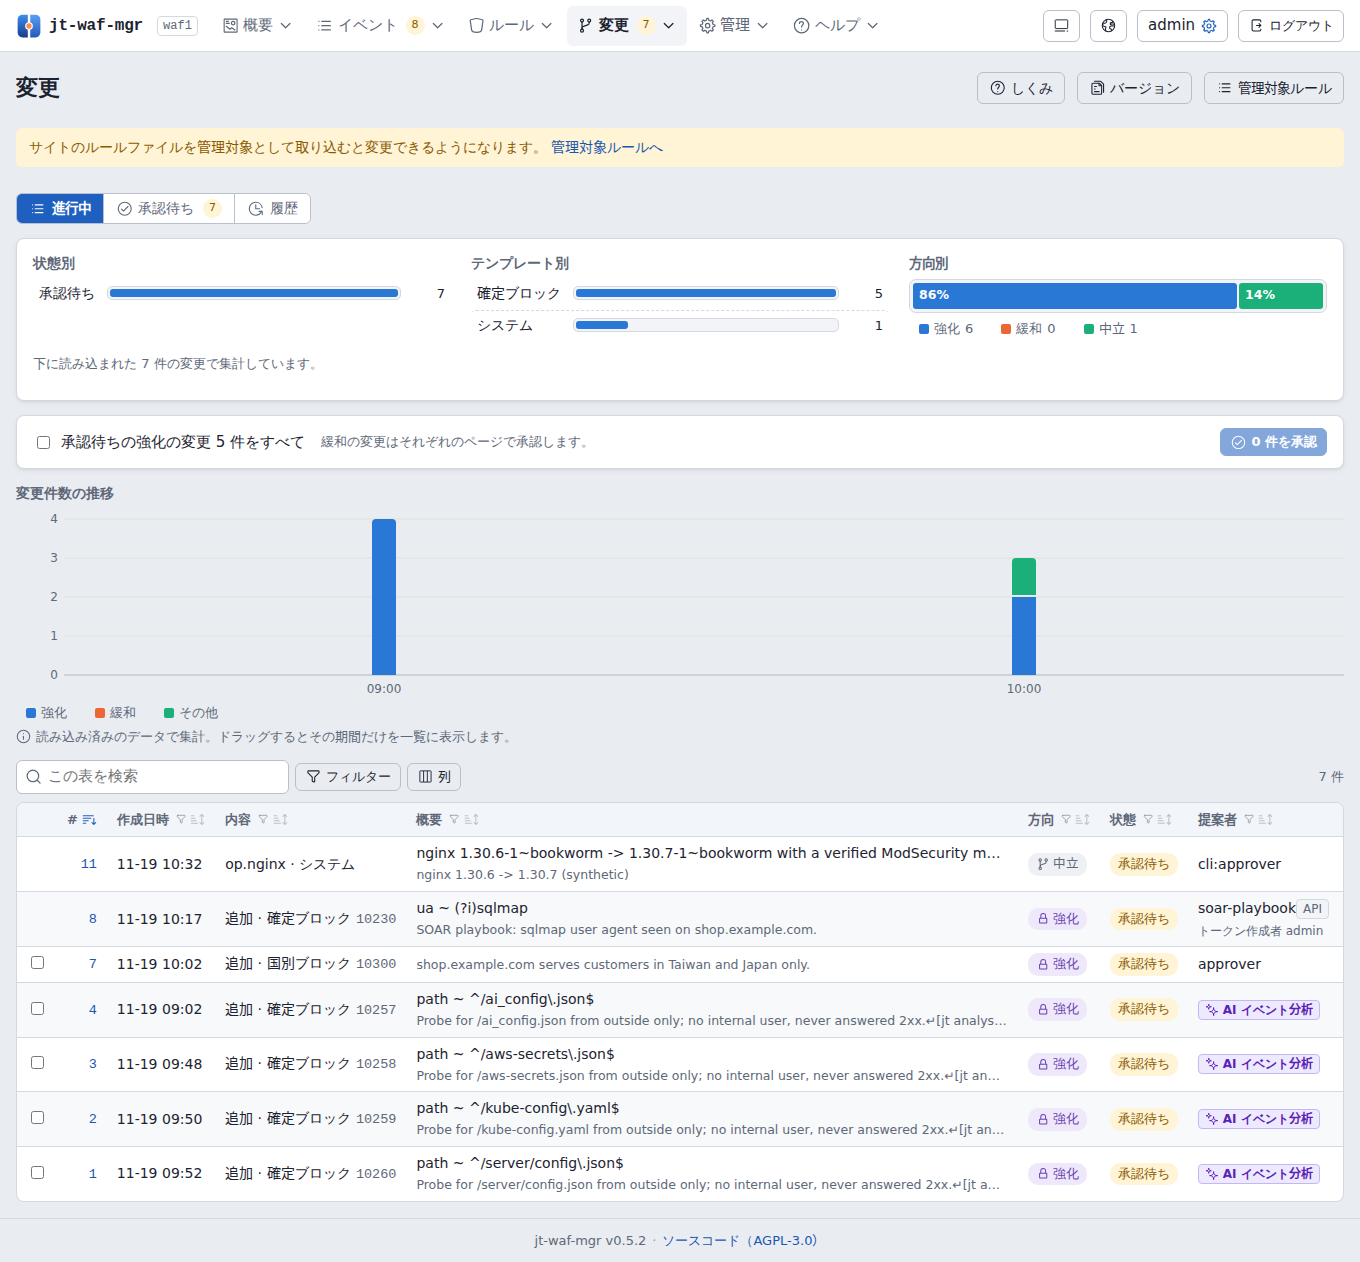 jt-waf-mgr waf1 概要 イベント 8 ルール 変更 7 管理 ヘルプ admin ログアウト
変更 しくみ バージョン 管理対象ルール
サイトのルールファイルを管理対象として取り込むと変更できるようになります。 管理対象ルールへ
進行中 承認待ち 7 履歴
状態別 テンプレート別 方向別
承認待ち 7 確定ブロック 5 86% 14%
システム 1 強化 6 緩和 0 中立 1
下に読み込まれた 7 件の変更で集計しています。
承認待ちの強化の変更 5 件をすべて 緩和の変更はそれぞれのページで承認します。 0 件を承認
変更件数の推移
4
3
2
1
0
09:00 10:00
強化 緩和 その他
読み込み済みのデータで集計。ドラッグするとその期間だけを一覧に表示します。
この表を検索 フィルター 列 7 件
# 作成日時 内容 概要 方向 状態 提案者
11 11-19 10:32 op.nginx · システム nginx 1.30.6-1~bookworm -> 1.30.7-1~bookworm with a verified ModSecurity m… 中立 承認待ち cli:approver
nginx 1.30.6 -> 1.30.7 (synthetic)
8 11-19 10:17 追加 · 確定ブロック 10230 ua ~ (?i)sqlmap 強化 承認待ち soar-playbook API
SOAR playbook: sqlmap user agent seen on shop.example.com. トークン作成者 admin
7 11-19 10:02 追加 · 国別ブロック 10300 shop.example.com serves customers in Taiwan and Japan only. 強化 承認待ち approver
4 11-19 09:02 追加 · 確定ブロック 10257 path ~ ^/ai_config\.json$ 強化 承認待ち AI イベント分析
Probe for /ai_config.json from outside only; no internal user, never answered 2xx.↵[jt analys…
3 11-19 09:48 追加 · 確定ブロック 10258 path ~ ^/aws-secrets\.json$ 強化 承認待ち AI イベント分析
Probe for /aws-secrets.json from outside only; no internal user, never answered 2xx.↵[jt an…
2 11-19 09:50 追加 · 確定ブロック 10259 path ~ ^/kube-config\.yaml$ 強化 承認待ち AI イベント分析
Probe for /kube-config.yaml from outside only; no internal user, never answered 2xx.↵[jt an…
1 11-19 09:52 追加 · 確定ブロック 10260 path ~ ^/server/config\.json$ 強化 承認待ち AI イベント分析
Probe for /server/config.json from outside only; no internal user, never answered 2xx.↵[jt a…
jt-waf-mgr v0.5.2 · ソースコード（AGPL-3.0）